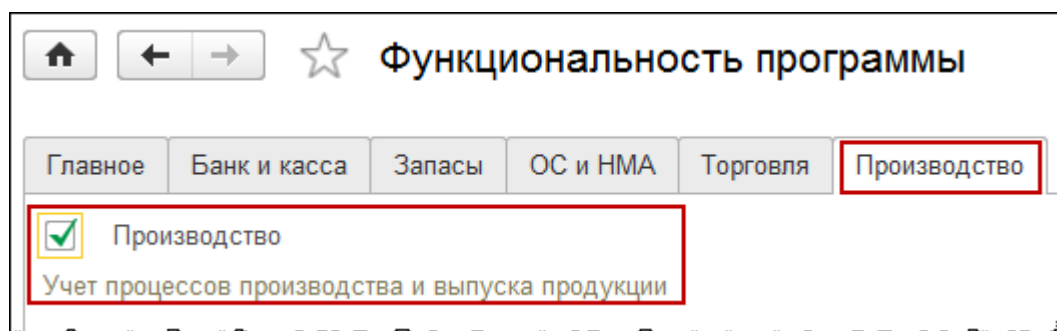 Функциональность программы
Главное Банк и касса Запасы ОС и НМА Торговля Производство
Производство
Учет процессов производства и выпуска продукции